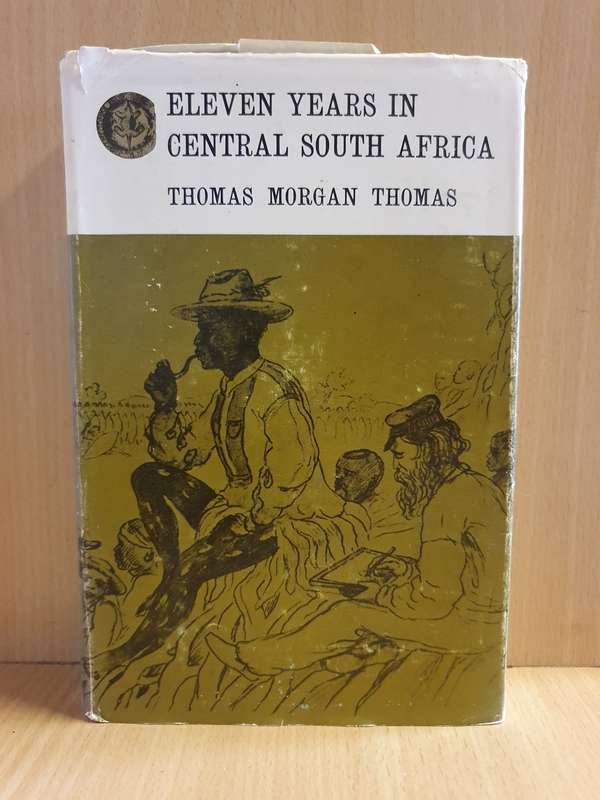 ELEVEN YEARS IN
CENTRAL SOUTH AFRICA
THOMAS MORGAN THOMAS